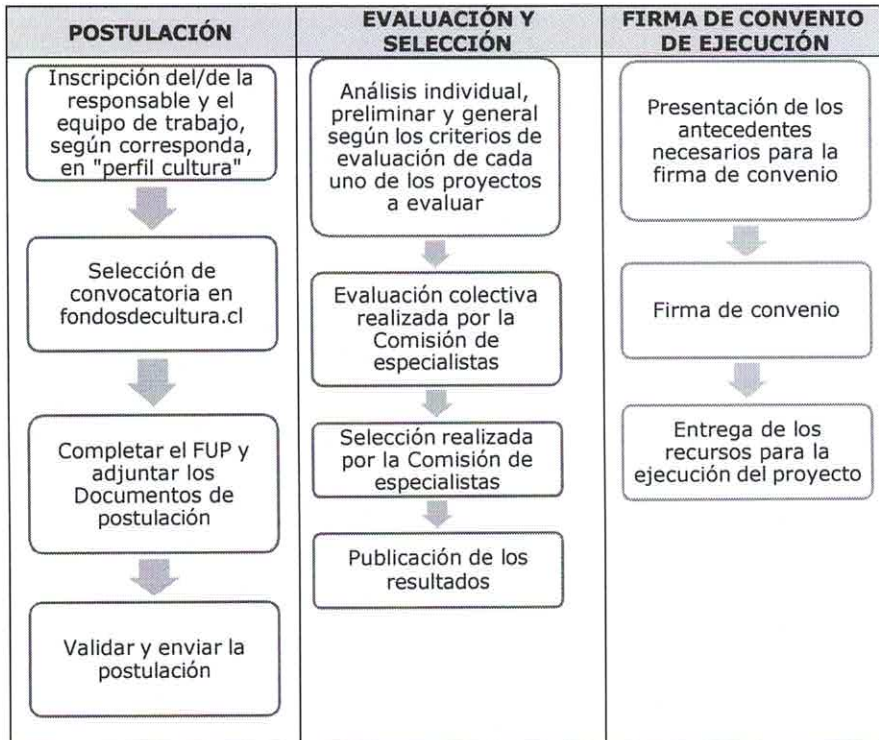 POSTULACIÓN
Inscripción del/de la
responsable y el
equipo de trabajo,
según corresponda,
en "perfil cultura"
Selección de
convocatoria en
fondosdecultura.cl
Completar el FUP y
adjuntar los
Documentos de
postulación
Validar y enviar la
postulación
EVALUACIÓN Y
SELECCIÓN
Análisis individual,
preliminar y general
según los criterios de
evaluación de cada
uno de los proyectos
a evaluar
Evaluación colectiva
realizada por la
Comisión de
especialistas
Selección realizada
por la Comisión de
especialistas
Publicación de los
resultados
FIRMA DE CONVENIO
DE EJECUCIÓN
Presentación de los
antecedentes
necesarios para la
firma de convenio
Firma de convenio
Entrega de los
recursos para la
ejecución del proyecto